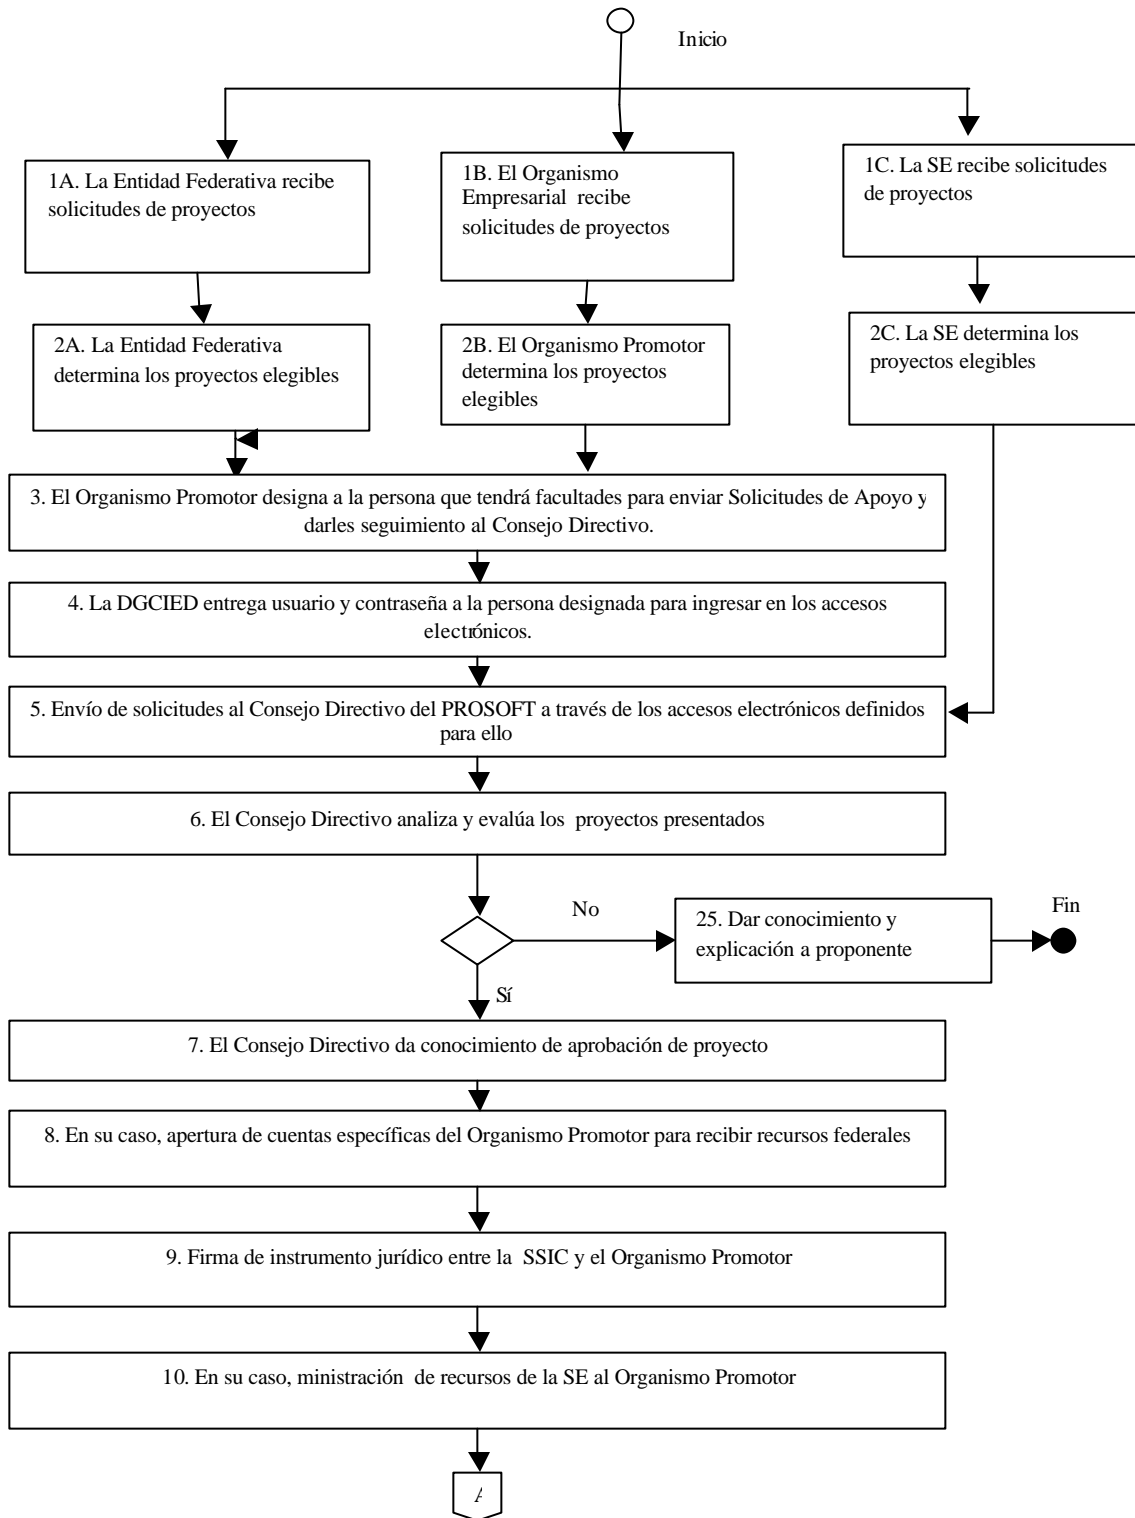 Inicio
1A. La Entidad Federativa recibe
solicitudes de proyectos
1B. El Organismo
Empresarial recibe
solicitudes de proyectos
1C. La SE recibe solicitudes
de proyectos
2A. La Entidad Federativa
determina los proyectos elegibles
2B. El Organismo Promotor
determina los proyectos
elegibles
2C. La SE determina los
proyectos elegibles
3. El Organismo Promotor designa a la persona que tendrá facultades para enviar Solicitudes de Apoyo y
darles seguimiento al Consejo Directivo.
4. La DGCIED entrega usuario y contraseña a la persona designada para ingresar en los accesos
electrónicos.
5. Envío de solicitudes al Consejo Directivo del PROSOFT a través de los accesos electrónicos definidos
para ello
6. El Consejo Directivo analiza y evalúa los proyectos presentados
No
25. Dar conocimiento y
explicación a proponente
Fin
Sí
7. El Consejo Directivo da conocimiento de aprobación de proyecto
8. En su caso, apertura de cuentas específicas del Organismo Promotor para recibir recursos federales
9. Firma de instrumento jurídico entre la SSIC y el Organismo Promotor
10. En su caso, ministración de recursos de la SE al Organismo Promotor
A